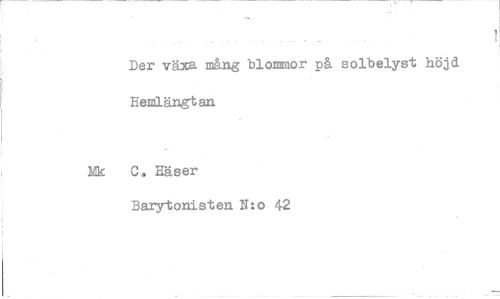 Der växa mång blommor på solbelyst höjd
Hemlängtan
Mk C. Häser
Barytonisten N:o 42